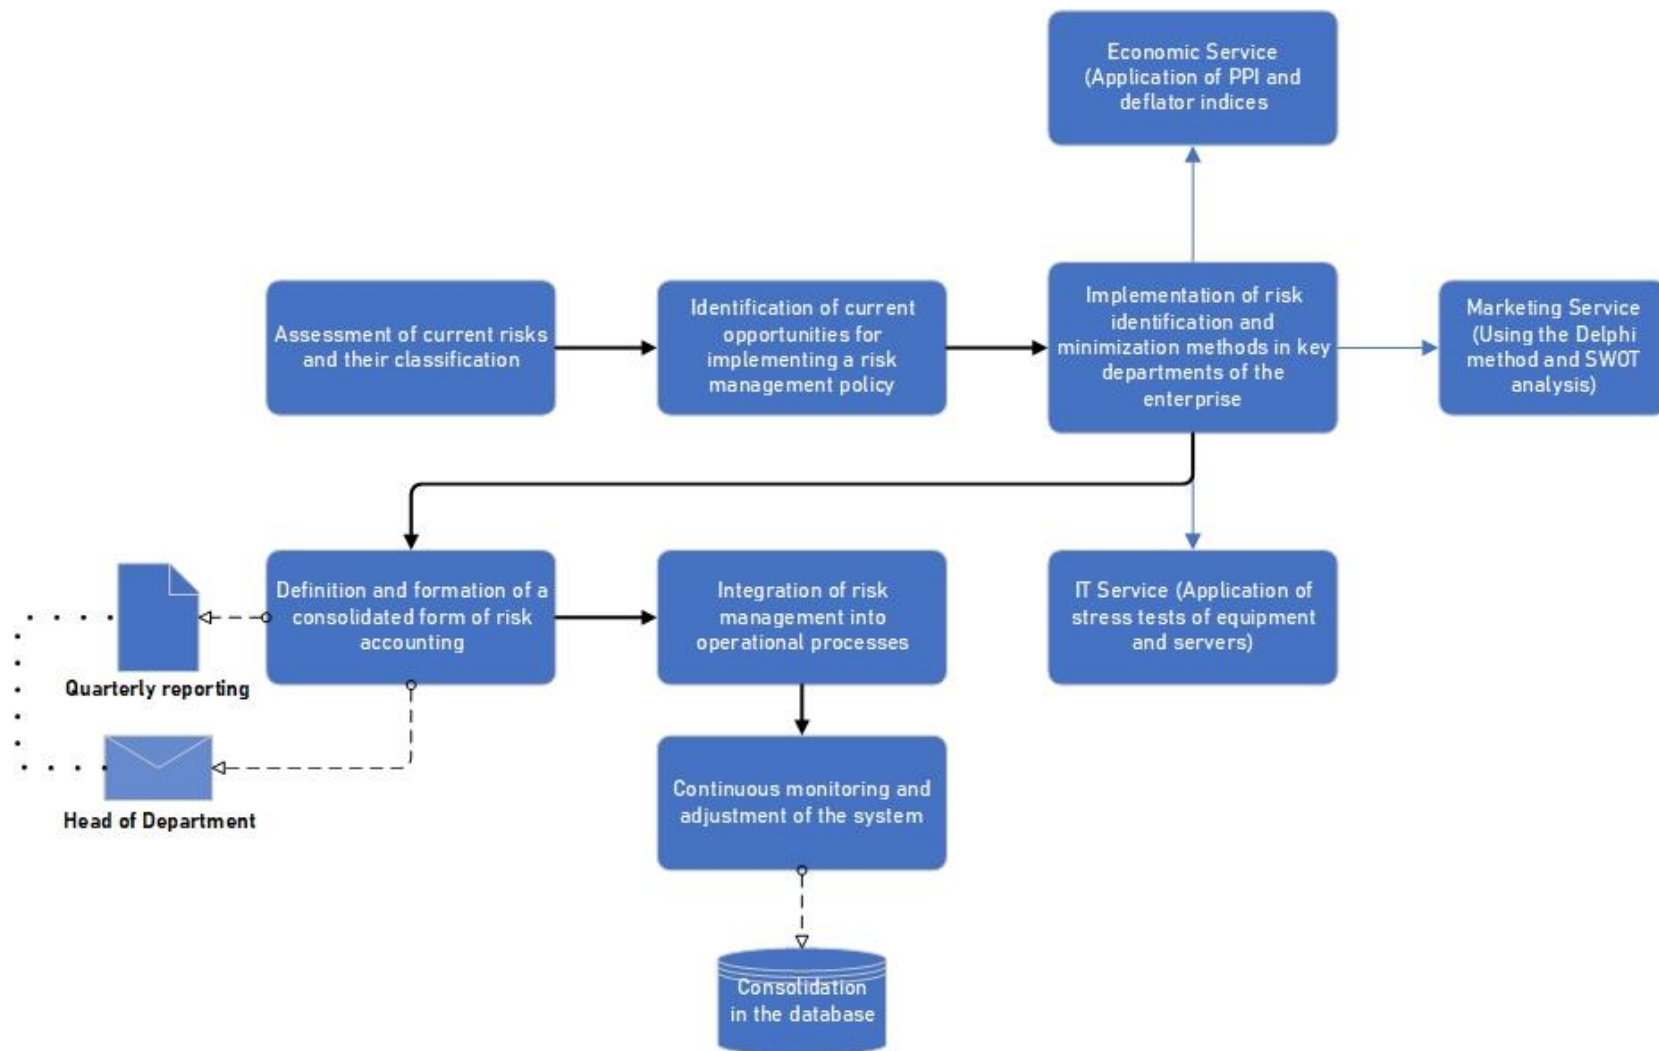 Economic Service
(Application of PPI and
deflator indices
Assessment of current risks
and their classification
Identification of current
opportunities for
implementing a risk
management policy
Implementation of risk
identification and
minimization methods in key
departments of the
enterprise
Marketing Service
(Using the Delphi
method and SWOT
analysis)
Quarterly reporting
Definition and formation of a
consolidated form of risk
accounting
Integration of risk
management into
operational processes
IT Service (Application of
stress tests of equipment
and servers)
Head of Department
Continuous monitoring and
adjustment of the system
Consolidation
in the database